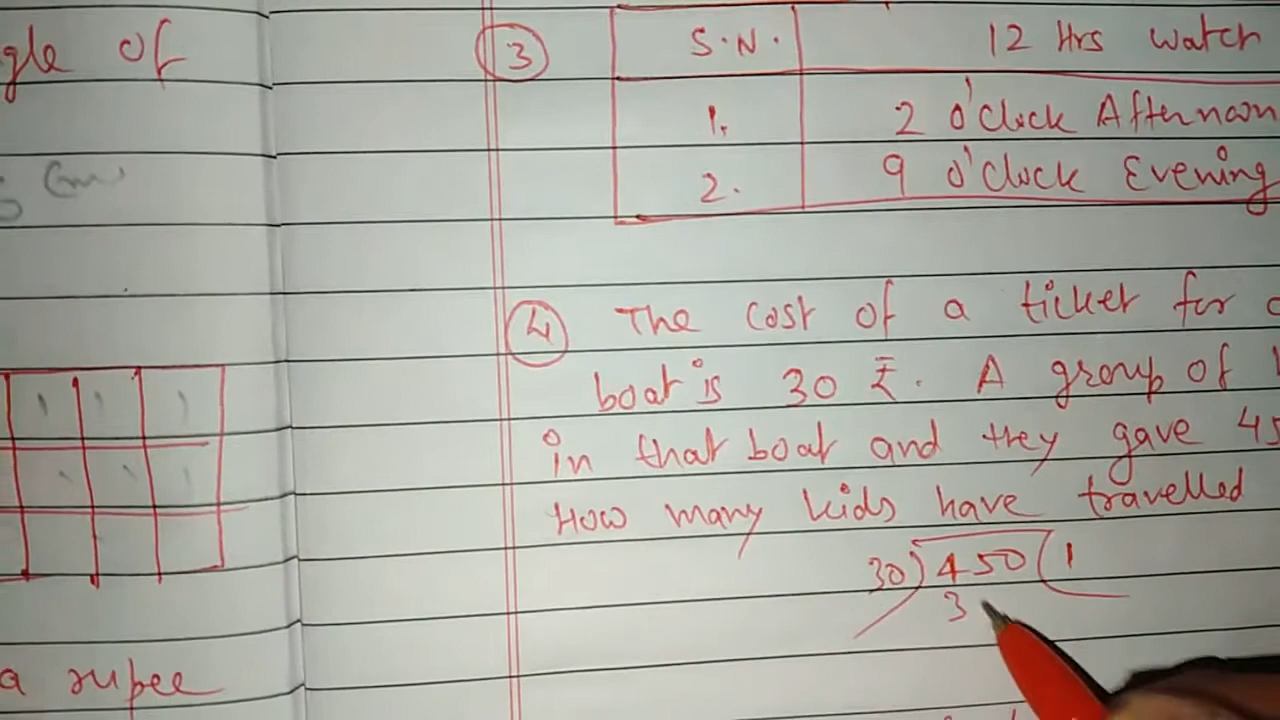 gle of
Cm
a rupee
3
S.N. 12 Hrs watch
1. 2 o'clock Afternoon
2. 9 o'clock Evening
4 The cost of a ticket for
boat is 30 ₹. A group of
in that boat and they gave 45
How many kids have travelled
30) 450 (1
3